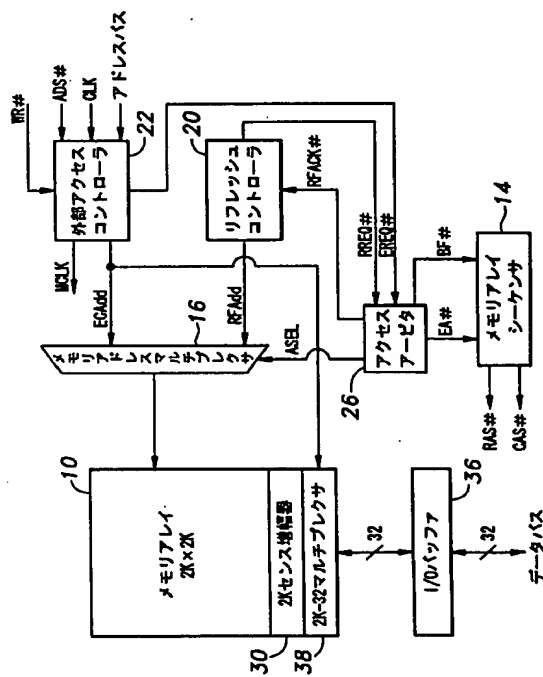 WR#
ADS#
CLK
アドレスバス
22
外部アクセス
コントローラ
MCLK
EGAdd
20
リフレッシュ
コントローラ
RFAdd
RFACK#
RREQ#
EREQ#
16
メモリアドレスマルチプレクサ
ASEL
26
アクセス
アービタ
EA#
BF#
14
メモリアレイ
シーケンサ
RAS#
CAS#
10
メモリアレイ
2K×2K
2Kセンス増幅器
30
2K-32マルチプレクサ
38
32
36
I/Oバッファ
32
データバス